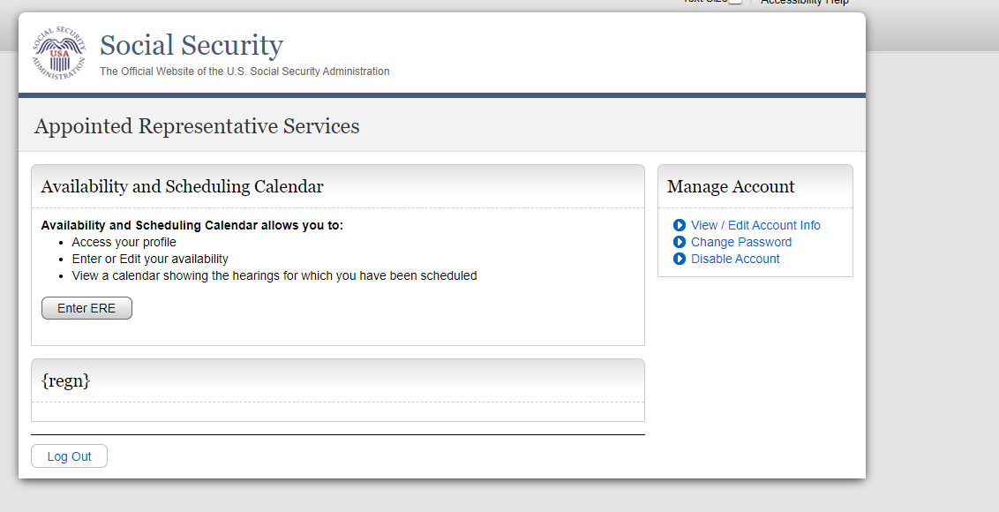 Text Size
Accessibility Help
SOCIAL SECURITY ADMINISTRATION
USA
Social Security
The Official Website of the U.S. Social Security Administration
Appointed Representative Services
Availability and Scheduling Calendar
Availability and Scheduling Calendar allows you to:
• Access your profile
• Enter or Edit your availability
• View a calendar showing the hearings for which you have been scheduled
Enter ERE
{regn}
Log Out
Manage Account
View / Edit Account Info
Change Password
Disable Account